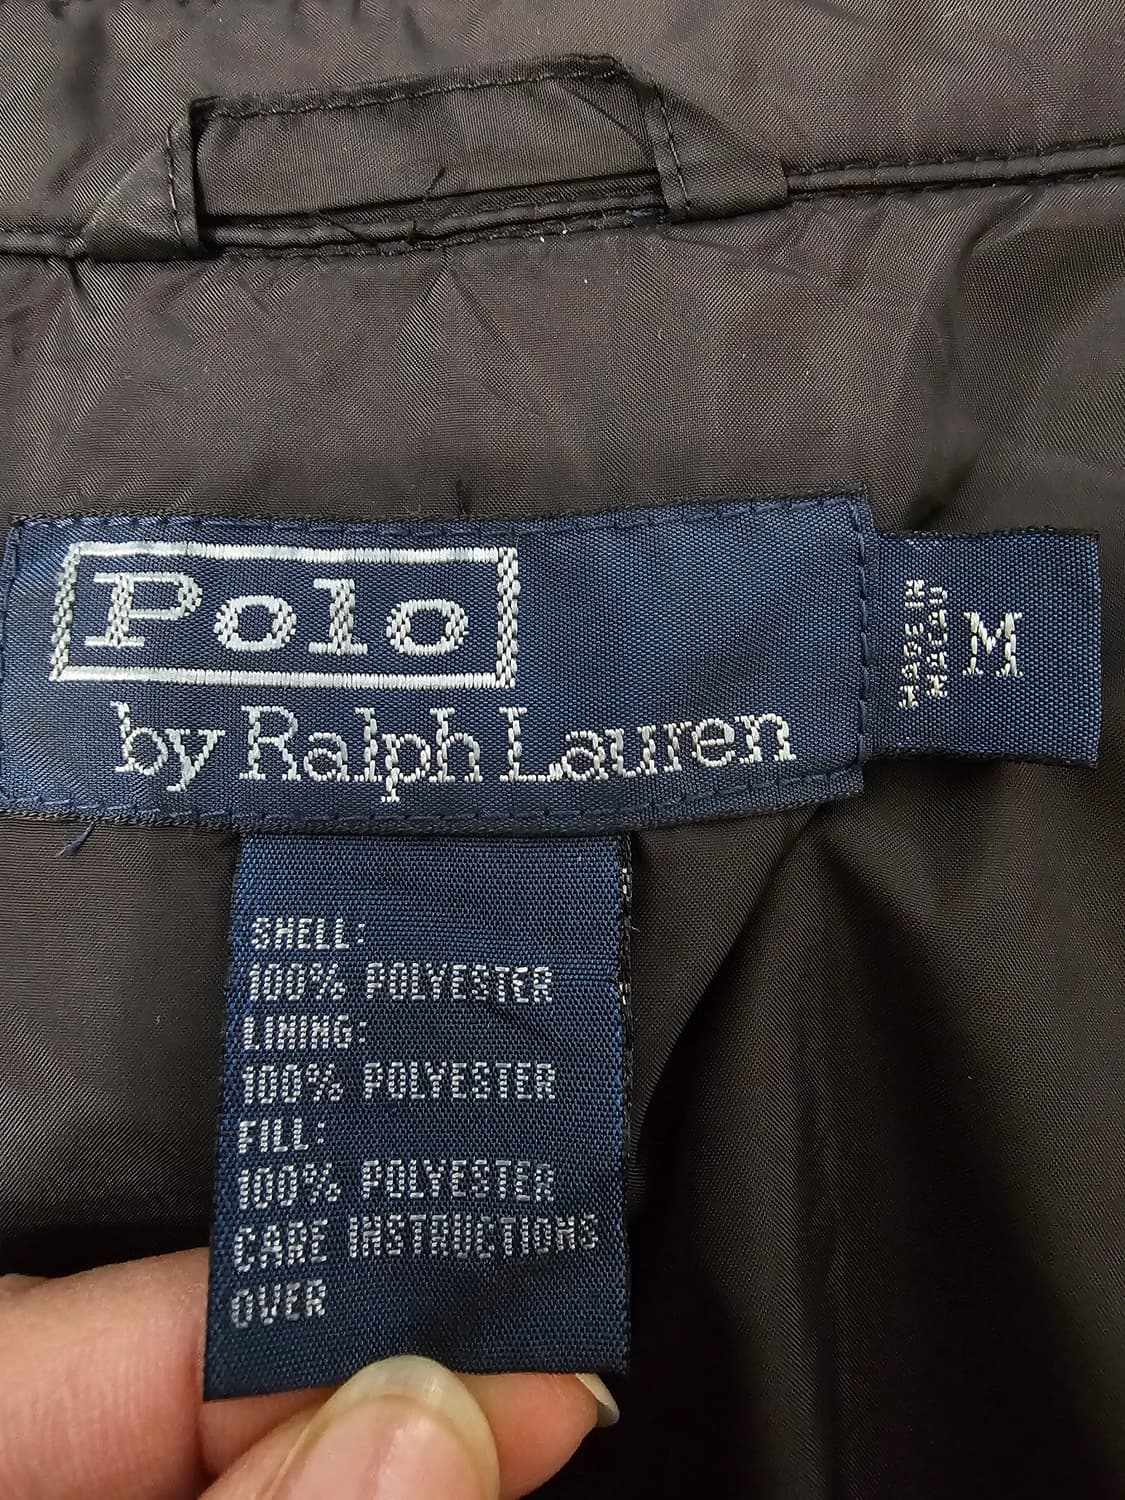 Polo
by Ralph Lauren
MADE IN
MACAU
M
SHELL:
100% POLYESTER
LINING:
100% POLYESTER
FILL:
100% POLYESTER
CARE INSTRUCTIONS
OVER